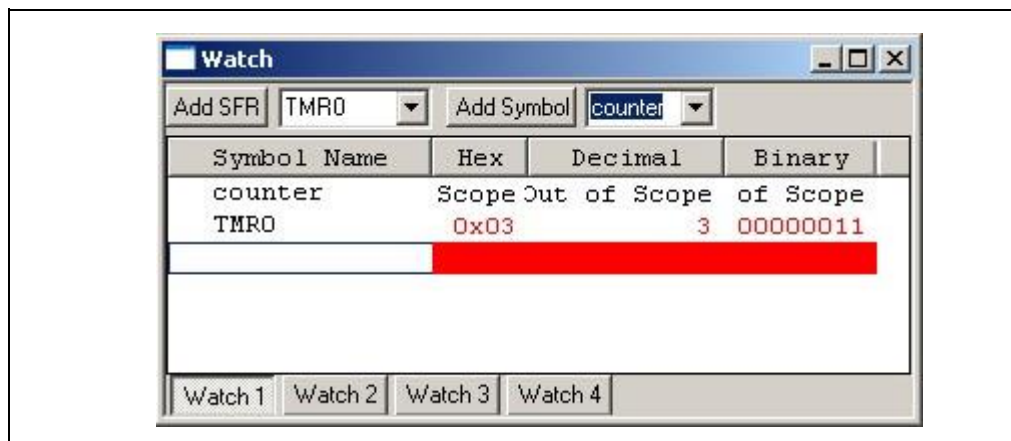 Watch
Add SFR TMR0 Add Symbol counter
Symbol Name Hex Decimal Binary
counter Scope Out of Scope of Scope
TMR0 0x03 3 00000011
Watch 1 Watch 2 Watch 3 Watch 4